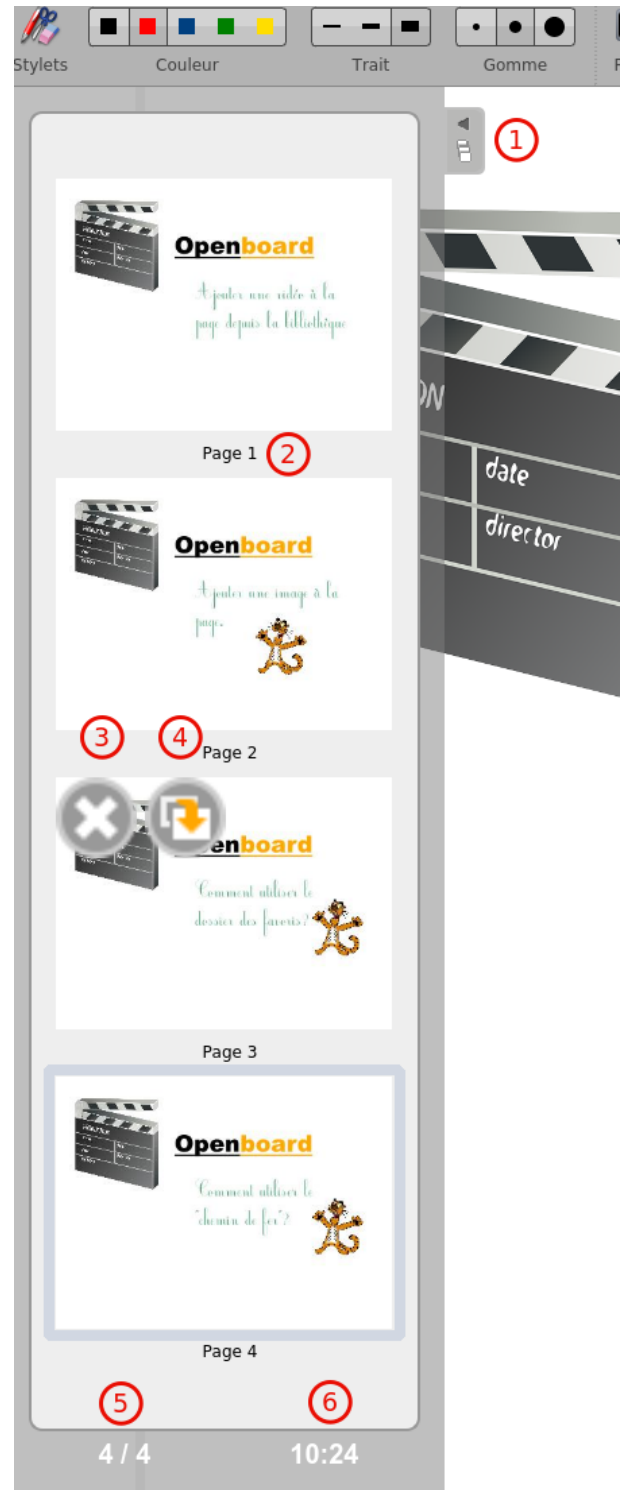 Stylets
Couleur
Trait
Gomme
1
Openboard
Ajouter une vidéo à la
page depuis la bibliothèque
Page 1
2
Openboard
Ajouter une image à la
page.
3
4
Page 2
Openboard
Comment utiliser le
dossier des favoris?
Page 3
Openboard
Comment utiliser le
"chemin de fer"?
Page 4
5
6
4 / 4
10:24
date
director